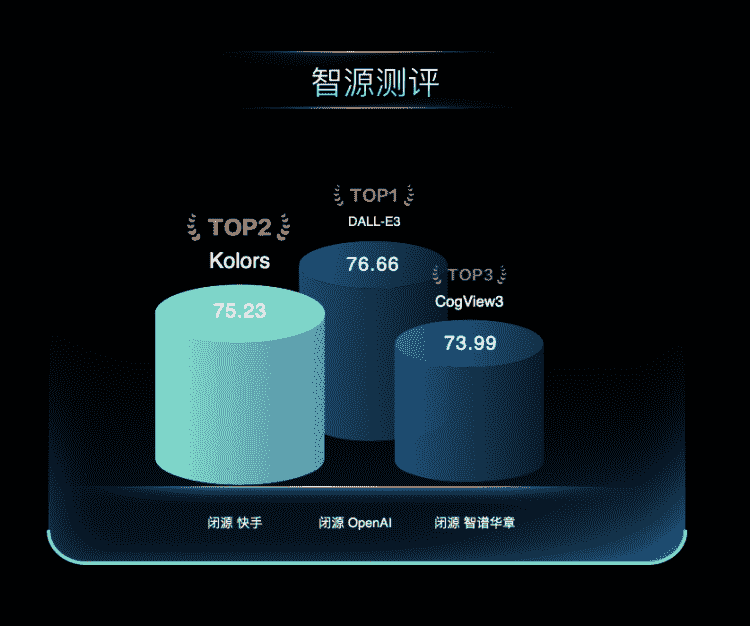 智源测评
TOP1
DALL-E3
76.66
TOP2
Kolors
75.23
TOP3
CogView3
73.99
闭源 快手
闭源 OpenAI
闭源 智谱华章